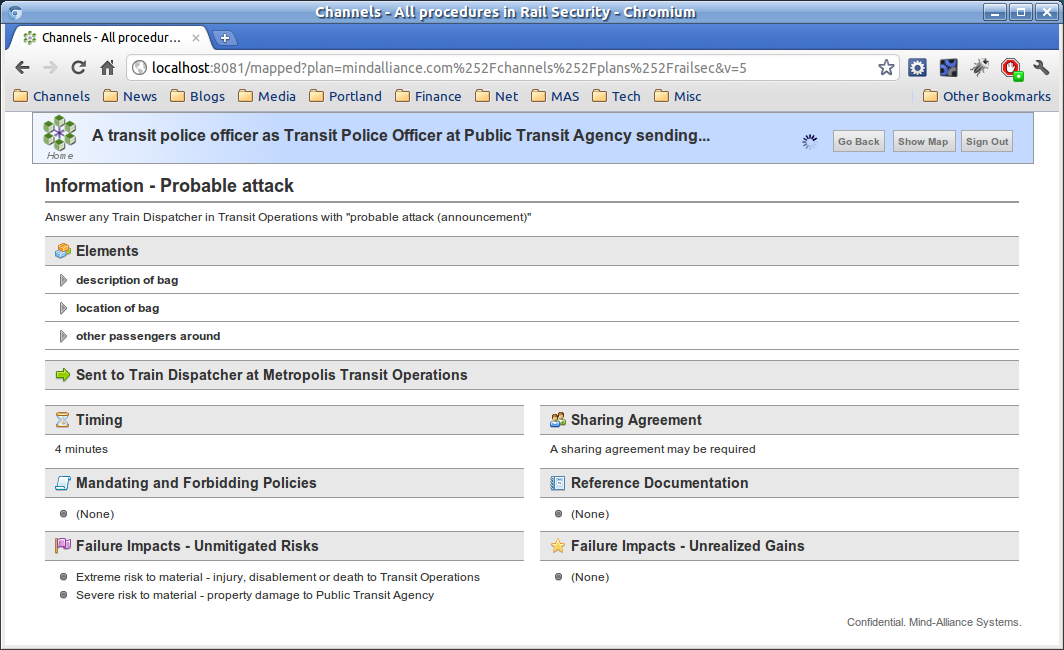 Channels - All procedures in Rail Security - Chromium
Channels - All procedur...
localhost:8081/mapped?plan=mindalliance.com%252Fchannels%252Fplans%252Frailsec&v=5
Channels News Blogs Media Portland Finance Net MAS Tech Misc Other Bookmarks
A transit police officer as Transit Police Officer at Public Transit Agency sending...
Go Back Show Map Sign Out
Home
Information - Probable attack
Answer any Train Dispatcher in Transit Operations with "probable attack (announcement)"
Elements
description of bag
location of bag
other passengers around
Sent to Train Dispatcher at Metropolis Transit Operations
Timing
4 minutes
Sharing Agreement
A sharing agreement may be required
Mandating and Forbidding Policies
(None)
Reference Documentation
(None)
Failure Impacts - Unmitigated Risks
Extreme risk to material - injury, disablement or death to Transit Operations
Severe risk to material - property damage to Public Transit Agency
Failure Impacts - Unrealized Gains
(None)
Confidential. Mind-Alliance Systems.